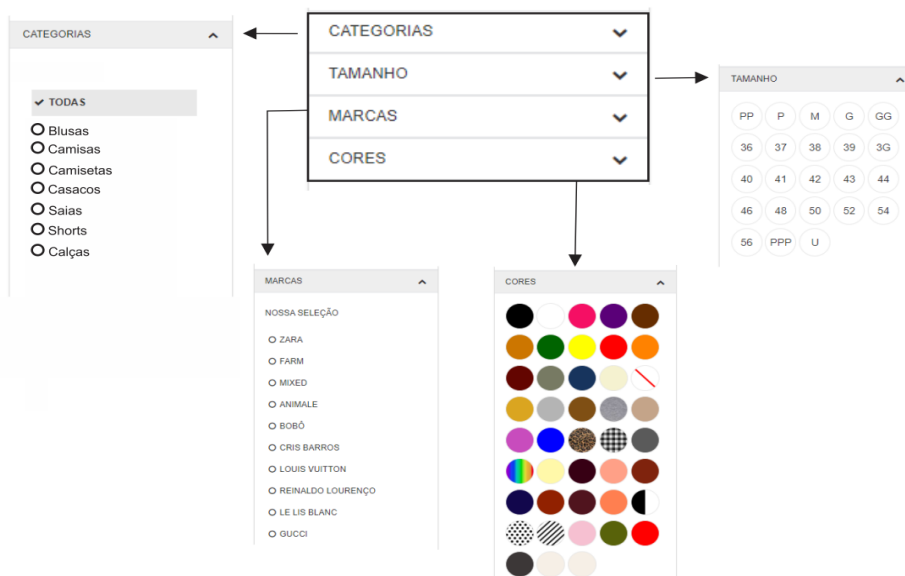 CATEGORIAS
✓ TODAS
Blusas
Camisas
Camisetas
Casacos
Saias
Shorts
Calças
CATEGORIAS
TAMANHO
MARCAS
CORES
TAMANHO
PP P M G GG
36 37 38 39 3G
40 41 42 43 44
46 48 50 52 54
56 PPP U
MARCAS
NOSSA SELEÇÃO
ZARA
FARM
MIXED
ANIMALE
BOBÔ
CRIS BARROS
LOUIS VUITTON
REINALDO LOURENÇO
LE LIS BLANC
GUCCI
CORES